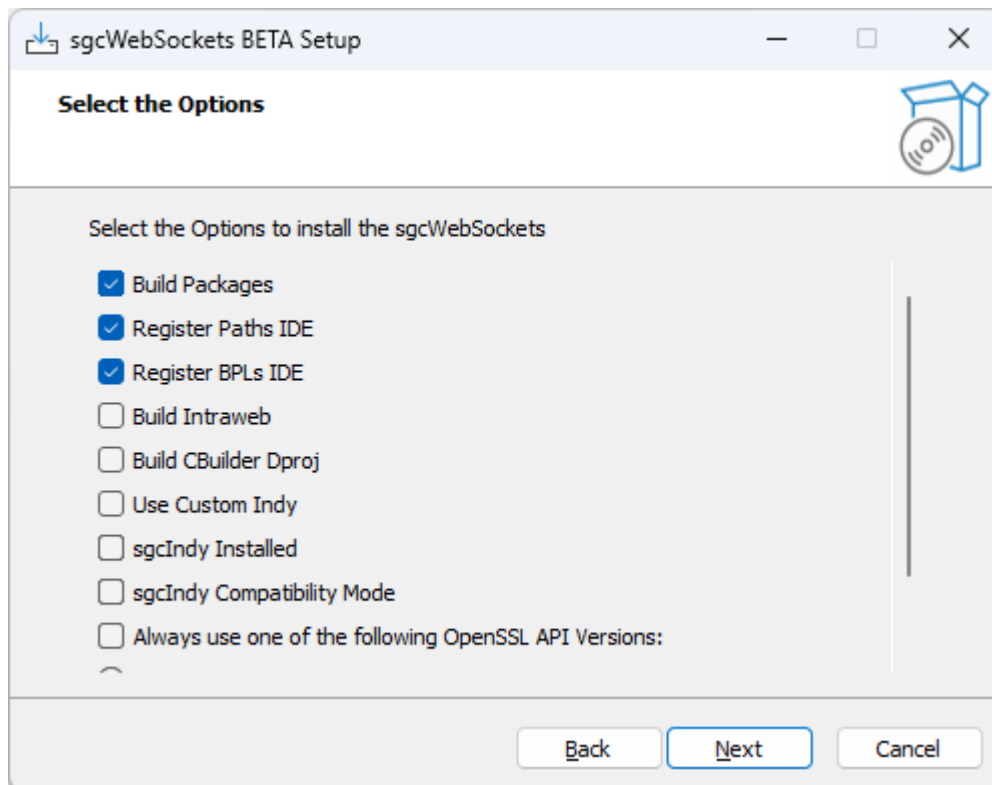 sgcWebSockets BETA Setup
Select the Options
Select the Options to install the sgcWebSockets
Build Packages
Register Paths IDE
Register BPLs IDE
Build Intraweb
Build CBuilder Dproj
Use Custom Indy
sgcIndy Installed
sgcIndy Compatibility Mode
Always use one of the following OpenSSL API Versions:
Back Next Cancel